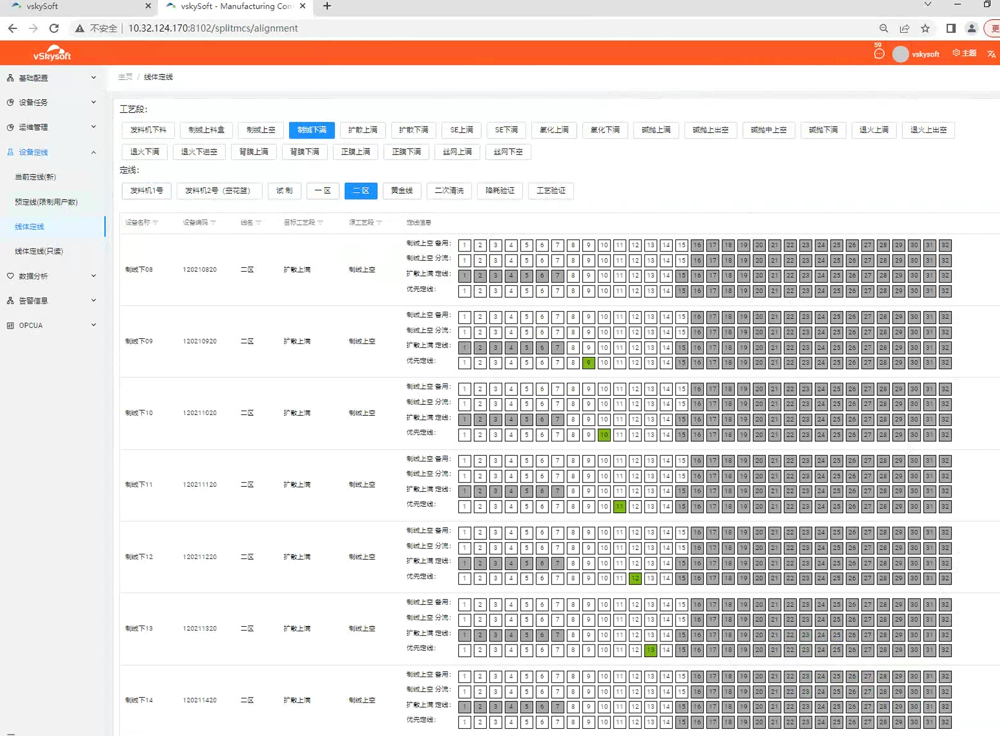 vskySoft
vskySoft - Manufacturing Con
不安全 10.32.124.170:8102/splitmcs/alignment
更
vSkysoft
59
vskysoft
主题
基础配置
设备任务
运维管理
设备定线
当前定线(新)
预定线(限制用户数)
线体定线
线体定线(只读)
数据分析
告警信息
OPCUA
主页 / 线体定线
工艺段:
发料机下料 制绒上料盒 制绒上空 制绒下满 扩散上满 扩散下满 SE上满 SE下满 氧化上满 氧化下满 碱抛上满 碱抛上出空 碱抛中上空 碱抛下满 退火上满 退火上出空
退火下满 退火下进空 背膜上满 背膜下满 正膜上满 正膜下满 丝网上满 丝网下空
定线:
发料机1号 发料机2号（空花篮） 试 制 一 区 二 区 黄金线 二次清洗 降耗验证 工艺验证
设备名称 设备编码 线名 目标工艺段 源工艺段 定线信息
制绒下08 120210820 二区 扩散上满 制绒上空
制绒上空 备用: 1 2 3 4 5 6 7 8 9 10 11 12 13 14 15 16 17 18 19 20 21 22 23 24 25 26 27 28 29 30 31 32
制绒上空 分流: 1 2 3 4 5 6 7 8 9 10 11 12 13 14 15 16 17 18 19 20 21 22 23 24 25 26 27 28 29 30 31 32
扩散上满 定线: 1 2 3 4 5 6 7 8 9 10 11 12 13 14 15 16 17 18 19 20 21 22 23 24 25 26 27 28 29 30 31 32
优先定线: 1 2 3 4 5 6 7 8 9 10 11 12 13 14 15 16 17 18 19 20 21 22 23 24 25 26 27 28 29 30 31 32
制绒下09 120210920 二区 扩散上满 制绒上空
制绒上空 备用: 1 2 3 4 5 6 7 8 9 10 11 12 13 14 15 16 17 18 19 20 21 22 23 24 25 26 27 28 29 30 31 32
制绒上空 分流: 1 2 3 4 5 6 7 8 9 10 11 12 13 14 15 16 17 18 19 20 21 22 23 24 25 26 27 28 29 30 31 32
扩散上满 定线: 1 2 3 4 5 6 7 8 9 10 11 12 13 14 15 16 17 18 19 20 21 22 23 24 25 26 27 28 29 30 31 32
优先定线: 1 2 3 4 5 6 7 8 9 10 11 12 13 14 15 16 17 18 19 20 21 22 23 24 25 26 27 28 29 30 31 32
制绒下10 120211020 二区 扩散上满 制绒上空
制绒上空 备用: 1 2 3 4 5 6 7 8 9 10 11 12 13 14 15 16 17 18 19 20 21 22 23 24 25 26 27 28 29 30 31 32
制绒上空 分流: 1 2 3 4 5 6 7 8 9 10 11 12 13 14 15 16 17 18 19 20 21 22 23 24 25 26 27 28 29 30 31 32
扩散上满 定线: 1 2 3 4 5 6 7 8 9 10 11 12 13 14 15 16 17 18 19 20 21 22 23 24 25 26 27 28 29 30 31 32
优先定线: 1 2 3 4 5 6 7 8 9 10 11 12 13 14 15 16 17 18 19 20 21 22 23 24 25 26 27 28 29 30 31 32
制绒下11 120211120 二区 扩散上满 制绒上空
制绒上空 备用: 1 2 3 4 5 6 7 8 9 10 11 12 13 14 15 16 17 18 19 20 21 22 23 24 25 26 27 28 29 30 31 32
制绒上空 分流: 1 2 3 4 5 6 7 8 9 10 11 12 13 14 15 16 17 18 19 20 21 22 23 24 25 26 27 28 29 30 31 32
扩散上满 定线: 1 2 3 4 5 6 7 8 9 10 11 12 13 14 15 16 17 18 19 20 21 22 23 24 25 26 27 28 29 30 31 32
优先定线: 1 2 3 4 5 6 7 8 9 10 11 12 13 14 15 16 17 18 19 20 21 22 23 24 25 26 27 28 29 30 31 32
制绒下12 120211220 二区 扩散上满 制绒上空
制绒上空 备用: 1 2 3 4 5 6 7 8 9 10 11 12 13 14 15 16 17 18 19 20 21 22 23 24 25 26 27 28 29 30 31 32
制绒上空 分流: 1 2 3 4 5 6 7 8 9 10 11 12 13 14 15 16 17 18 19 20 21 22 23 24 25 26 27 28 29 30 31 32
扩散上满 定线: 1 2 3 4 5 6 7 8 9 10 11 12 13 14 15 16 17 18 19 20 21 22 23 24 25 26 27 28 29 30 31 32
优先定线: 1 2 3 4 5 6 7 8 9 10 11 12 13 14 15 16 17 18 19 20 21 22 23 24 25 26 27 28 29 30 31 32
制绒下13 120211320 二区 扩散上满 制绒上空
制绒上空 备用: 1 2 3 4 5 6 7 8 9 10 11 12 13 14 15 16 17 18 19 20 21 22 23 24 25 26 27 28 29 30 31 32
制绒上空 分流: 1 2 3 4 5 6 7 8 9 10 11 12 13 14 15 16 17 18 19 20 21 22 23 24 25 26 27 28 29 30 31 32
扩散上满 定线: 1 2 3 4 5 6 7 8 9 10 11 12 13 14 15 16 17 18 19 20 21 22 23 24 25 26 27 28 29 30 31 32
优先定线: 1 2 3 4 5 6 7 8 9 10 11 12 13 14 15 16 17 18 19 20 21 22 23 24 25 26 27 28 29 30 31 32
制绒下14 120211420 二区 扩散上满 制绒上空
制绒上空 备用: 1 2 3 4 5 6 7 8 9 10 11 12 13 14 15 16 17 18 19 20 21 22 23 24 25 26 27 28 29 30 31 32
制绒上空 分流: 1 2 3 4 5 6 7 8 9 10 11 12 13 14 15 16 17 18 19 20 21 22 23 24 25 26 27 28 29 30 31 32
扩散上满 定线: 1 2 3 4 5 6 7 8 9 10 11 12 13 14 15 16 17 18 19 20 21 22 23 24 25 26 27 28 29 30 31 32
优先定线: 1 2 3 4 5 6 7 8 9 10 11 12 13 14 15 16 17 18 19 20 21 22 23 24 25 26 27 28 29 30 31 32